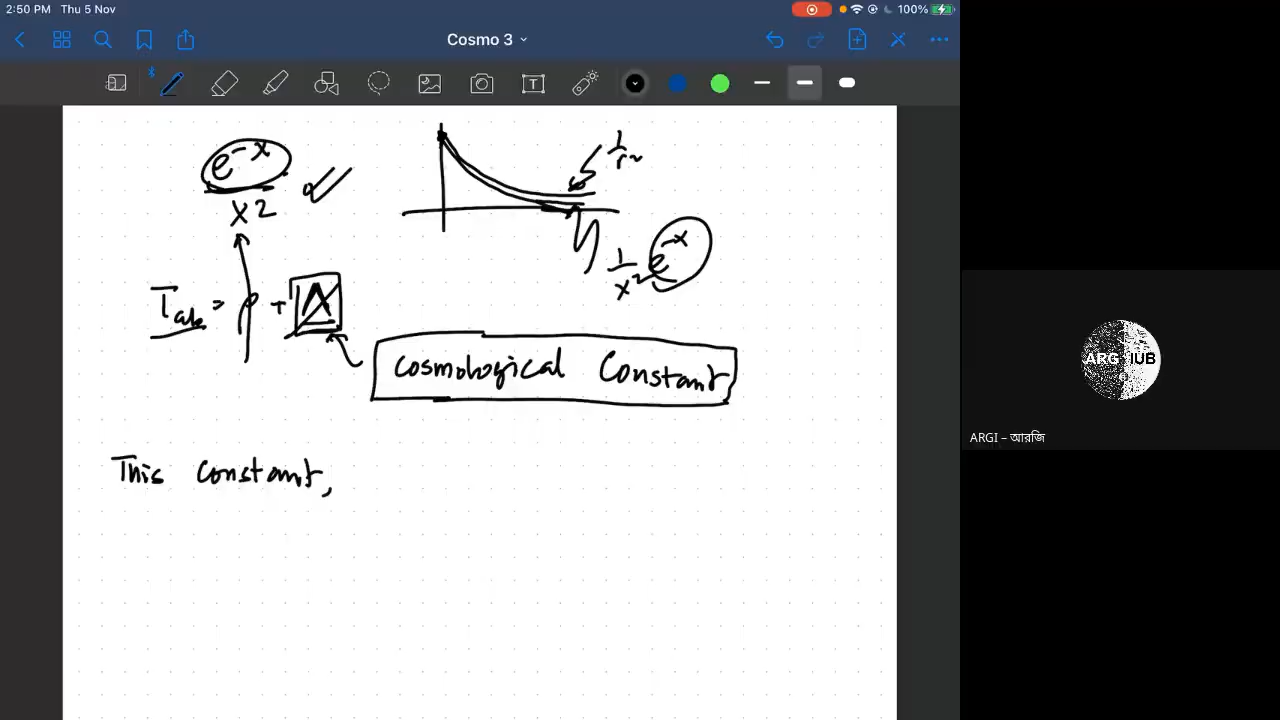 2:50 PM Thu 5 Nov
100%
Cosmo 3
T
e^-x
x2
1/r2
1/x2 e^-x
Tab = ρ + Λ
Cosmological Constant
This constant,
ARG IUB
ARGI – আরজি